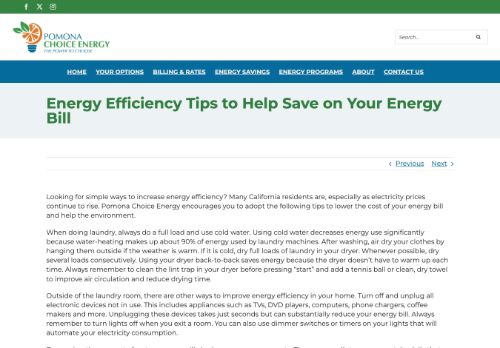 POMONA
CHOICE ENERGY
THE POWER TO CHOOSE
Search...
HOME YOUR OPTIONS BILLING & RATES ENERGY SAVINGS ENERGY PROGRAMS ABOUT CONTACT US
Energy Efficiency Tips to Help Save on Your Energy
Bill
Previous Next
Looking for simple ways to increase energy efficiency? Many California residents are, especially as electricity prices
continue to rise. Pomona Choice Energy encourages you to adopt the following tips to lower the cost of your energy bill
and help the environment.
When doing laundry, always do a full load and use cold water. Using cold water decreases energy use significantly
because water-heating makes up about 90% of energy used by laundry machines. After washing, air dry your clothes by
hanging them outside if the weather is warm. If it is cold, dry full loads of laundry in your dryer. Whenever possible, dry
several loads consecutively. Using your dryer back-to-back saves energy because the dryer doesn't have to warm up each
time. Always remember to clean the lint trap in your dryer before pressing "start" and add a tennis ball or clean, dry towel
to improve air circulation and reduce drying time.
Outside of the laundry room, there are other ways to improve energy efficiency in your home. Turn off and unplug all
electronic devices not in use. This includes appliances such as TVs, DVD players, computers, phone chargers, coffee
makers and more. Unplugging these devices takes just seconds but can substantially reduce your energy bill. Always
remember to turn lights off when you exit a room. You can also use dimmer switches or timers on your lights that will
automate your electricity consumption.